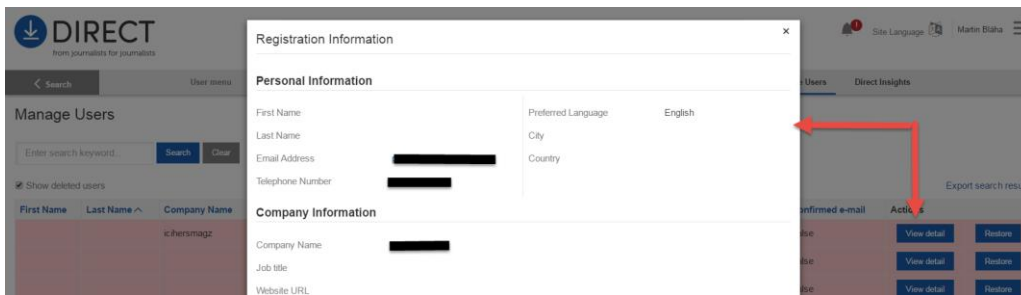 DIRECT
from journalists for journalists
Site Language
Martin Bláha
Search
User menu
Users
Direct Insights
Manage Users
Enter search keyword...
Search
Clear
Show deleted users
Export search resu
First Name
Last Name
Company Name
onfirmed e-mail
Actions
icihersmagz
alse
View detail
Restore
alse
View detail
Restore
alse
View detail
Restore
Registration Information
×
Personal Information
First Name
Last Name
Email Address
Telephone Number
Preferred Language
English
City
Country
Company Information
Company Name
Job title
Website URL